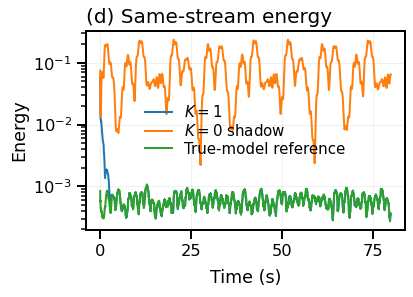 (d) Same-stream energy
Energy
10⁻¹
10⁻²
10⁻³
K = 1
K = 0 shadow
True-model reference
0 25 50 75
Time (s)